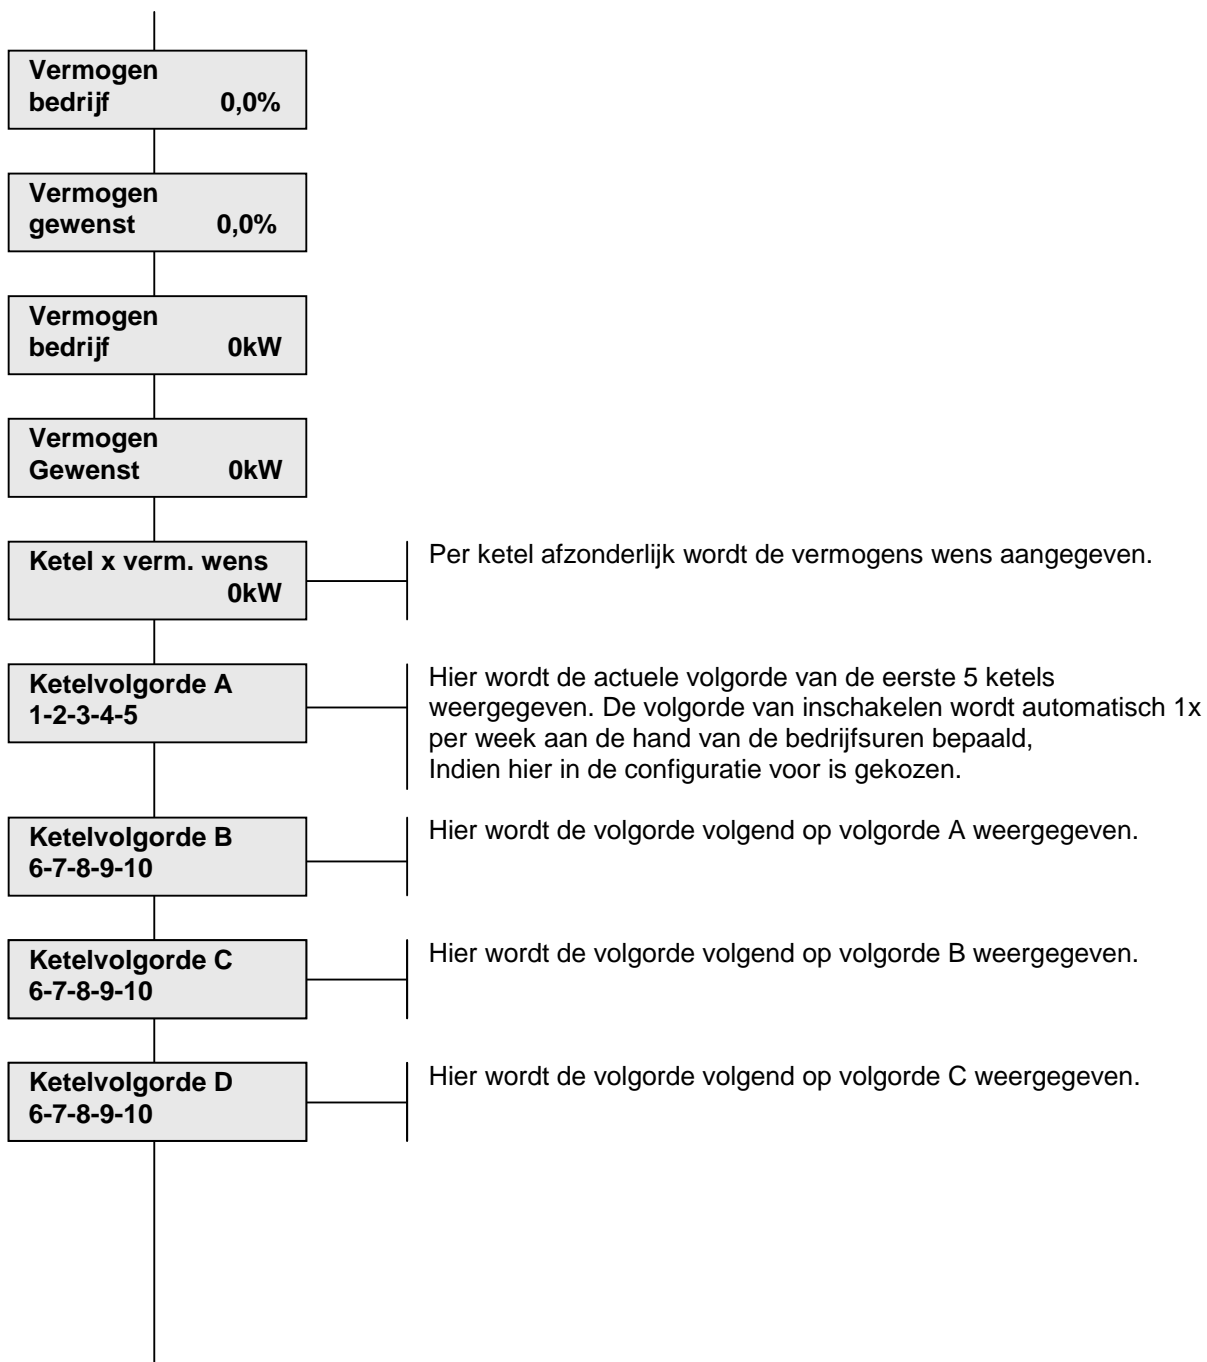 Vermogen
bedrijf 0,0%
Vermogen
gewenst 0,0%
Vermogen
bedrijf 0kW
Vermogen
Gewenst 0kW
Ketel x verm. wens
0kW
Per ketel afzonderlijk wordt de vermogens wens aangegeven.
Ketelvolgorde A
1-2-3-4-5
Hier wordt de actuele volgorde van de eerste 5 ketels
weergegeven. De volgorde van inschakelen wordt automatisch 1x
per week aan de hand van de bedrijfsuren bepaald,
Indien hier in de configuratie voor is gekozen.
Ketelvolgorde B
6-7-8-9-10
Hier wordt de volgorde volgend op volgorde A weergegeven.
Ketelvolgorde C
6-7-8-9-10
Hier wordt de volgorde volgend op volgorde B weergegeven.
Ketelvolgorde D
6-7-8-9-10
Hier wordt de volgorde volgend op volgorde C weergegeven.